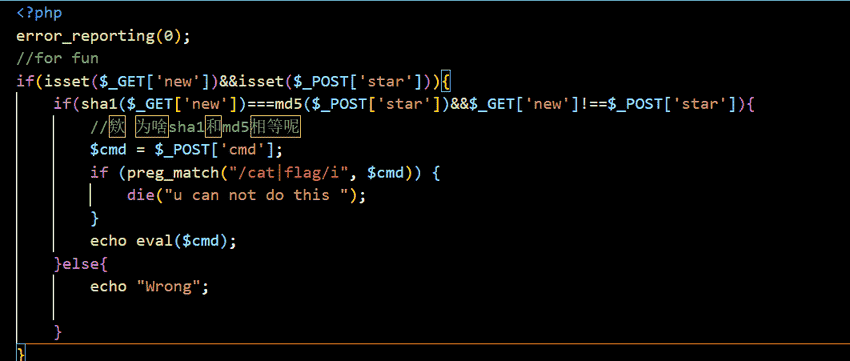 <?php
error_reporting(0);
//for fun
if(isset($_GET['new'])&&isset($_POST['star'])){
if(sha1($_GET['new'])===md5($_POST['star'])&&$_GET['new']!==$_POST['star']){
//欸 为啥sha1和md5相等呢
$cmd = $_POST['cmd'];
if (preg_match("/cat|flag/i", $cmd)) {
die("u can not do this ");
}
echo eval($cmd);
}else{
echo "Wrong";
}
}